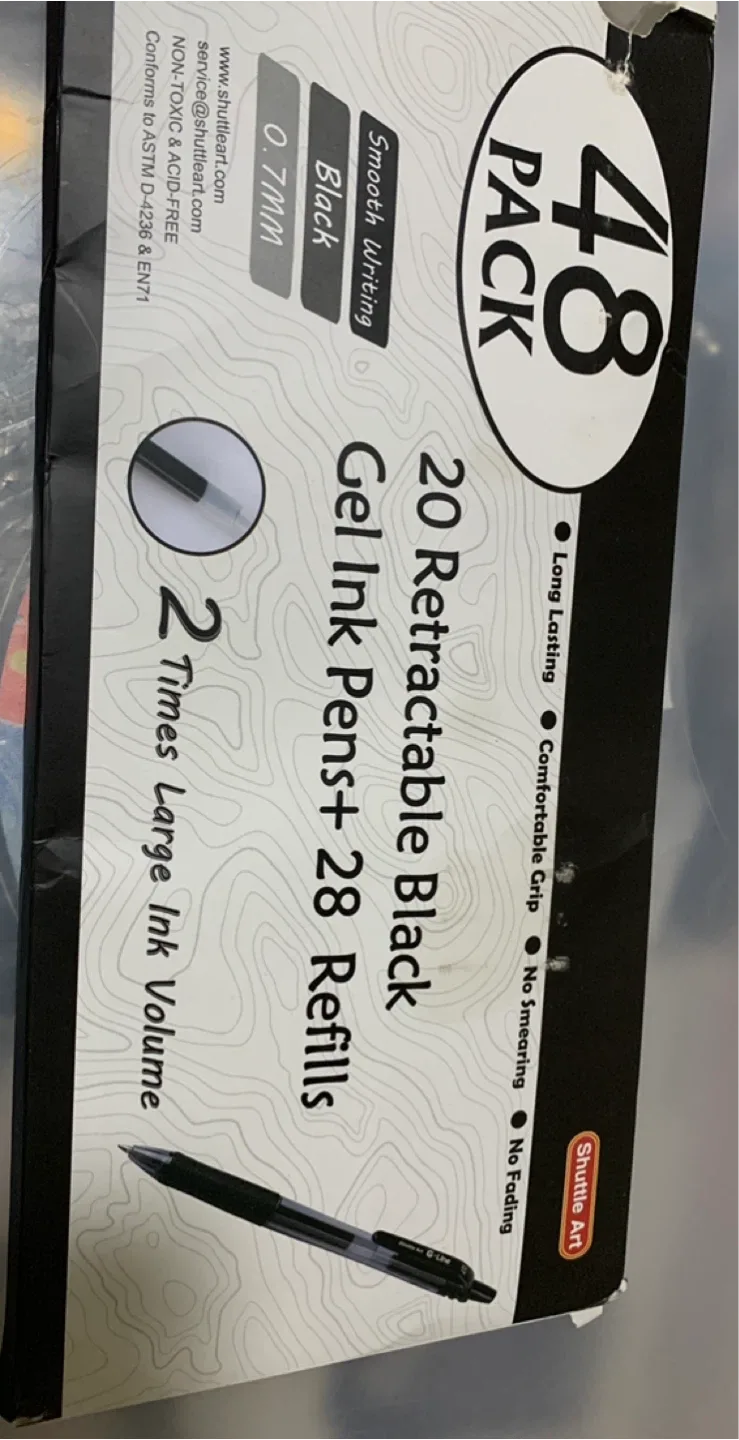 48
PACK
Shuttle Art
● Long Lasting ● Comfortable Grip ● No Smearing ● No Fading
20 Retractable Black
Gel Ink Pens+ 28 Refills
Smooth Writing
Black
0.7MM
2 Times Large Ink Volume
www.shuttleart.com
service@shuttleart.com
NON-TOXIC & ACID-FREE
Conforms to ASTM D-4236 & EN71
G-Line